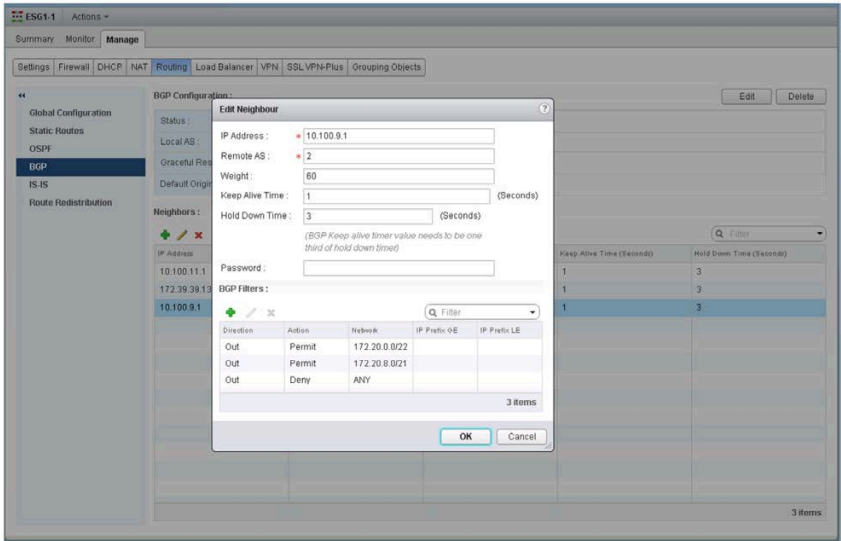 ESG1-1 Actions
Summary Monitor Manage
Settings Firewall DHCP NAT Routing Load Balancer VPN SSL VPN-Plus Grouping Objects
Global Configuration
Static Routes
OSPF
BGP
IS-IS
Route Redistribution
BGP Configuration :
Edit Delete
Status :
Local AS :
Graceful Res
Default Origin
Neighbors :
Filter
IP Address Keep Alive Time (Seconds) Hold Down Time (Seconds)
10.100.11.1 1 3
172.39.39.13 1 3
10.100.9.1 1 3
3 items
Edit Neighbour ?
IP Address : * 10.100.9.1
Remote AS : * 2
Weight : 60
Keep Alive Time : 1 (Seconds)
Hold Down Time : 3 (Seconds)
(BGP Keep alive timer value needs to be one
third of hold down timer)
Password :
BGP Filters :
Filter
Direction Action Network IP Prefix GE IP Prefix LE
Out Permit 172.20.0.0/22
Out Permit 172.20.8.0/21
Out Deny ANY
3 items
OK Cancel